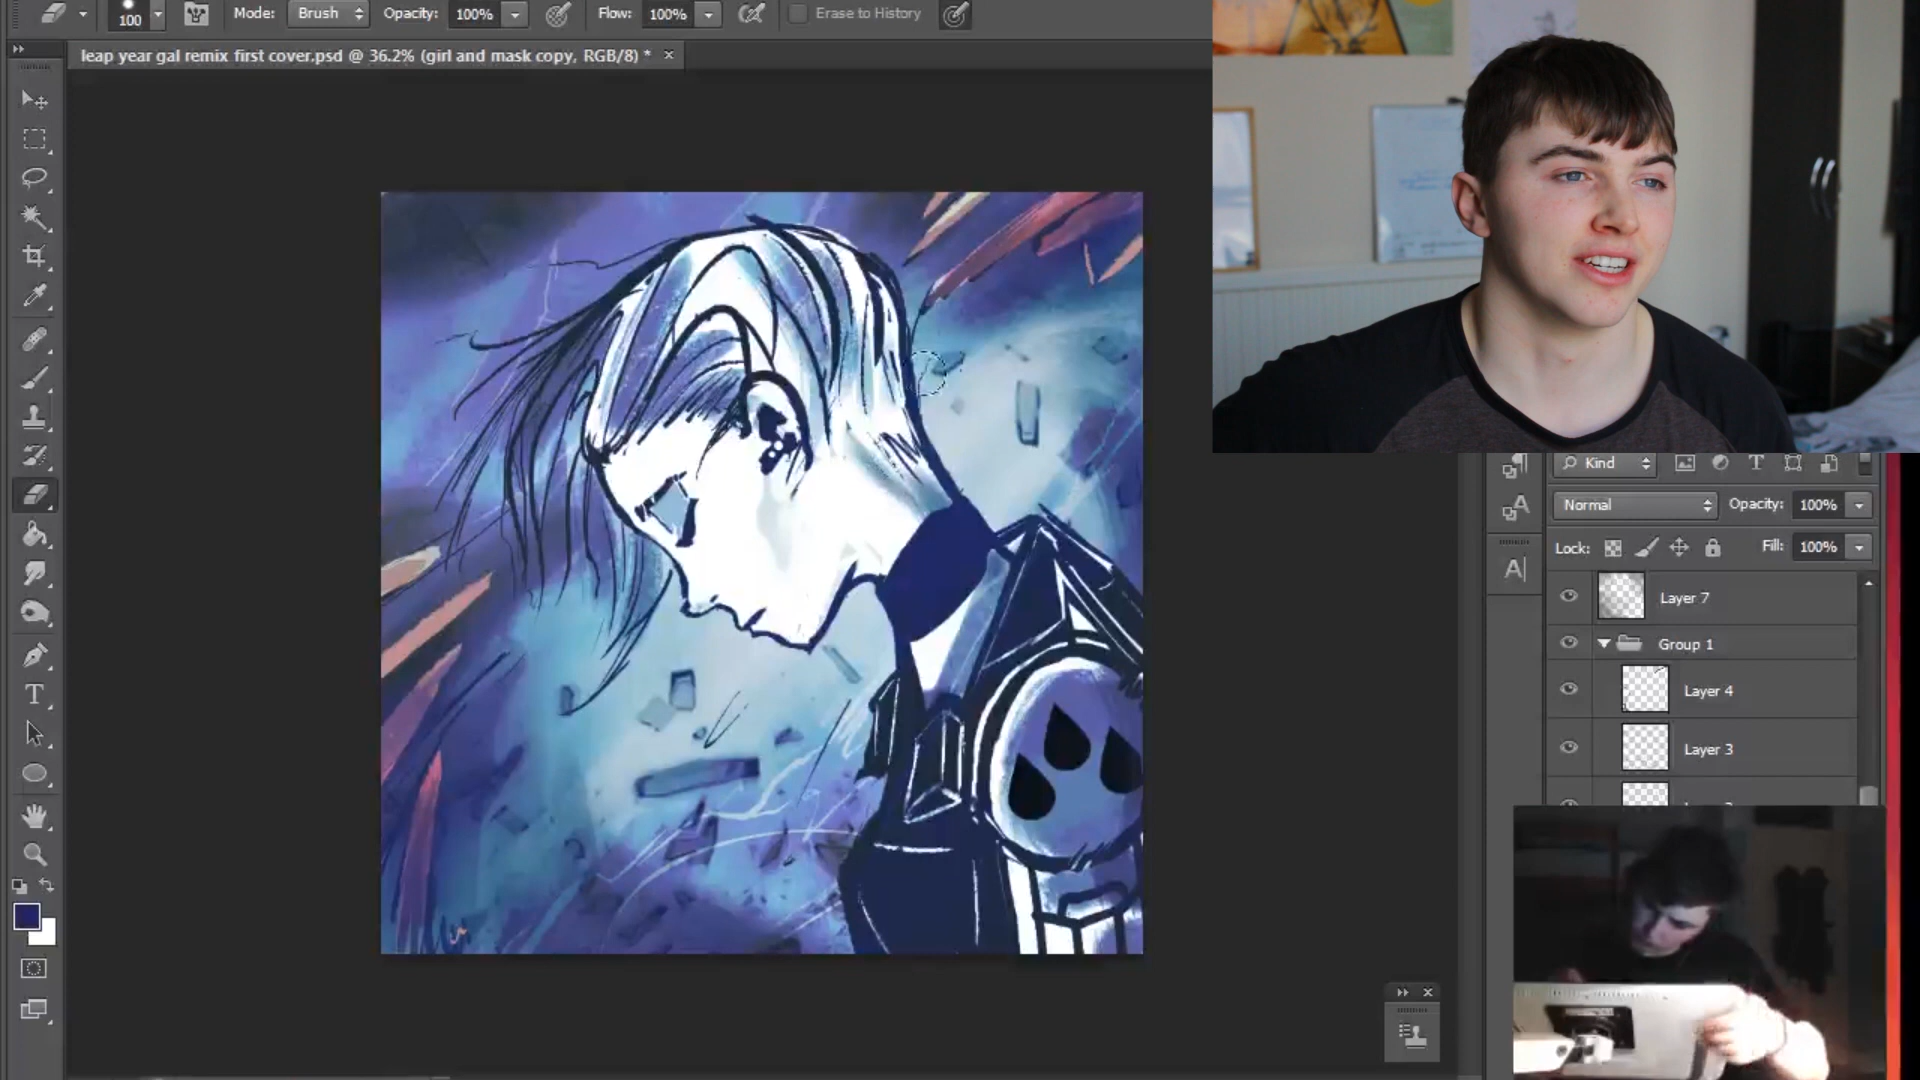 100 Mode: Brush Opacity: 100% Flow: 100% Erase to History
leap year gal remix first cover.psd @ 36.2% (girl and mask copy, RGB/8) *
Kind
Normal Opacity: 100%
Lock: Fill: 100%
Layer 7
Group 1
Layer 4
Layer 3